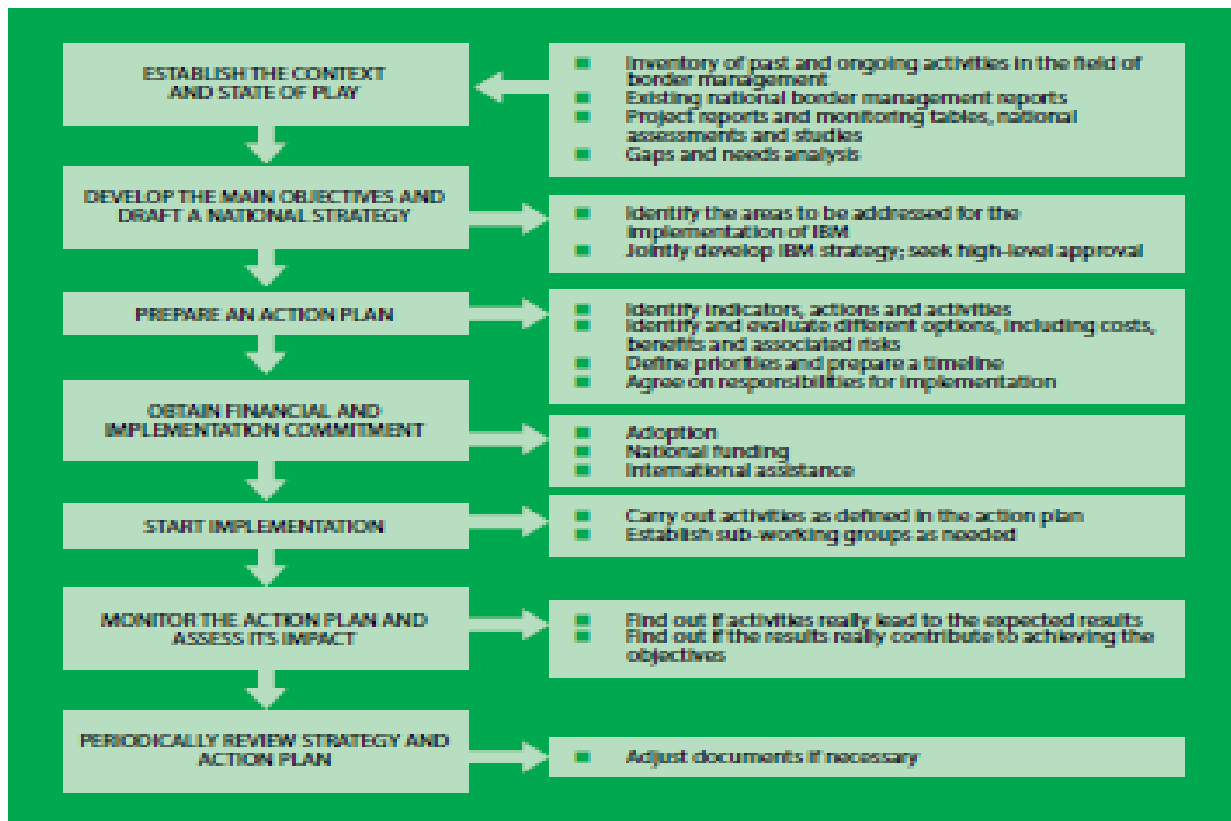 ESTABLISH THE CONTEXT
AND STATE OF PLAY
Inventory of past and ongoing activities in the field of
border management
Existing national border management reports
Project reports and monitoring tables, national
assessments and studies
Gaps and needs analysis
DEVELOP THE MAIN OBJECTIVES AND
DRAFT A NATIONAL STRATEGY
Identify the areas to be addressed for the
implementation of IBM
Jointly develop IBM strategy; seek high-level approval
PREPARE AN ACTION PLAN
Identify indicators, actions and activities
Identify and evaluate different options, including costs,
benefits and associated risks
Define priorities and prepare a timeline
Agree on responsibilities for implementation
OBTAIN FINANCIAL AND
IMPLEMENTATION COMMITMENT
Adoption
National funding
International assistance
START IMPLEMENTATION
Carry out activities as defined in the action plan
Establish sub-working groups as needed
MONITOR THE ACTION PLAN AND
ASSESS ITS IMPACT
Find out if activities really lead to the expected results
Find out if the results really contribute to achieving the
objectives
PERIODICALLY REVIEW STRATEGY AND
ACTION PLAN
Adjust documents if necessary